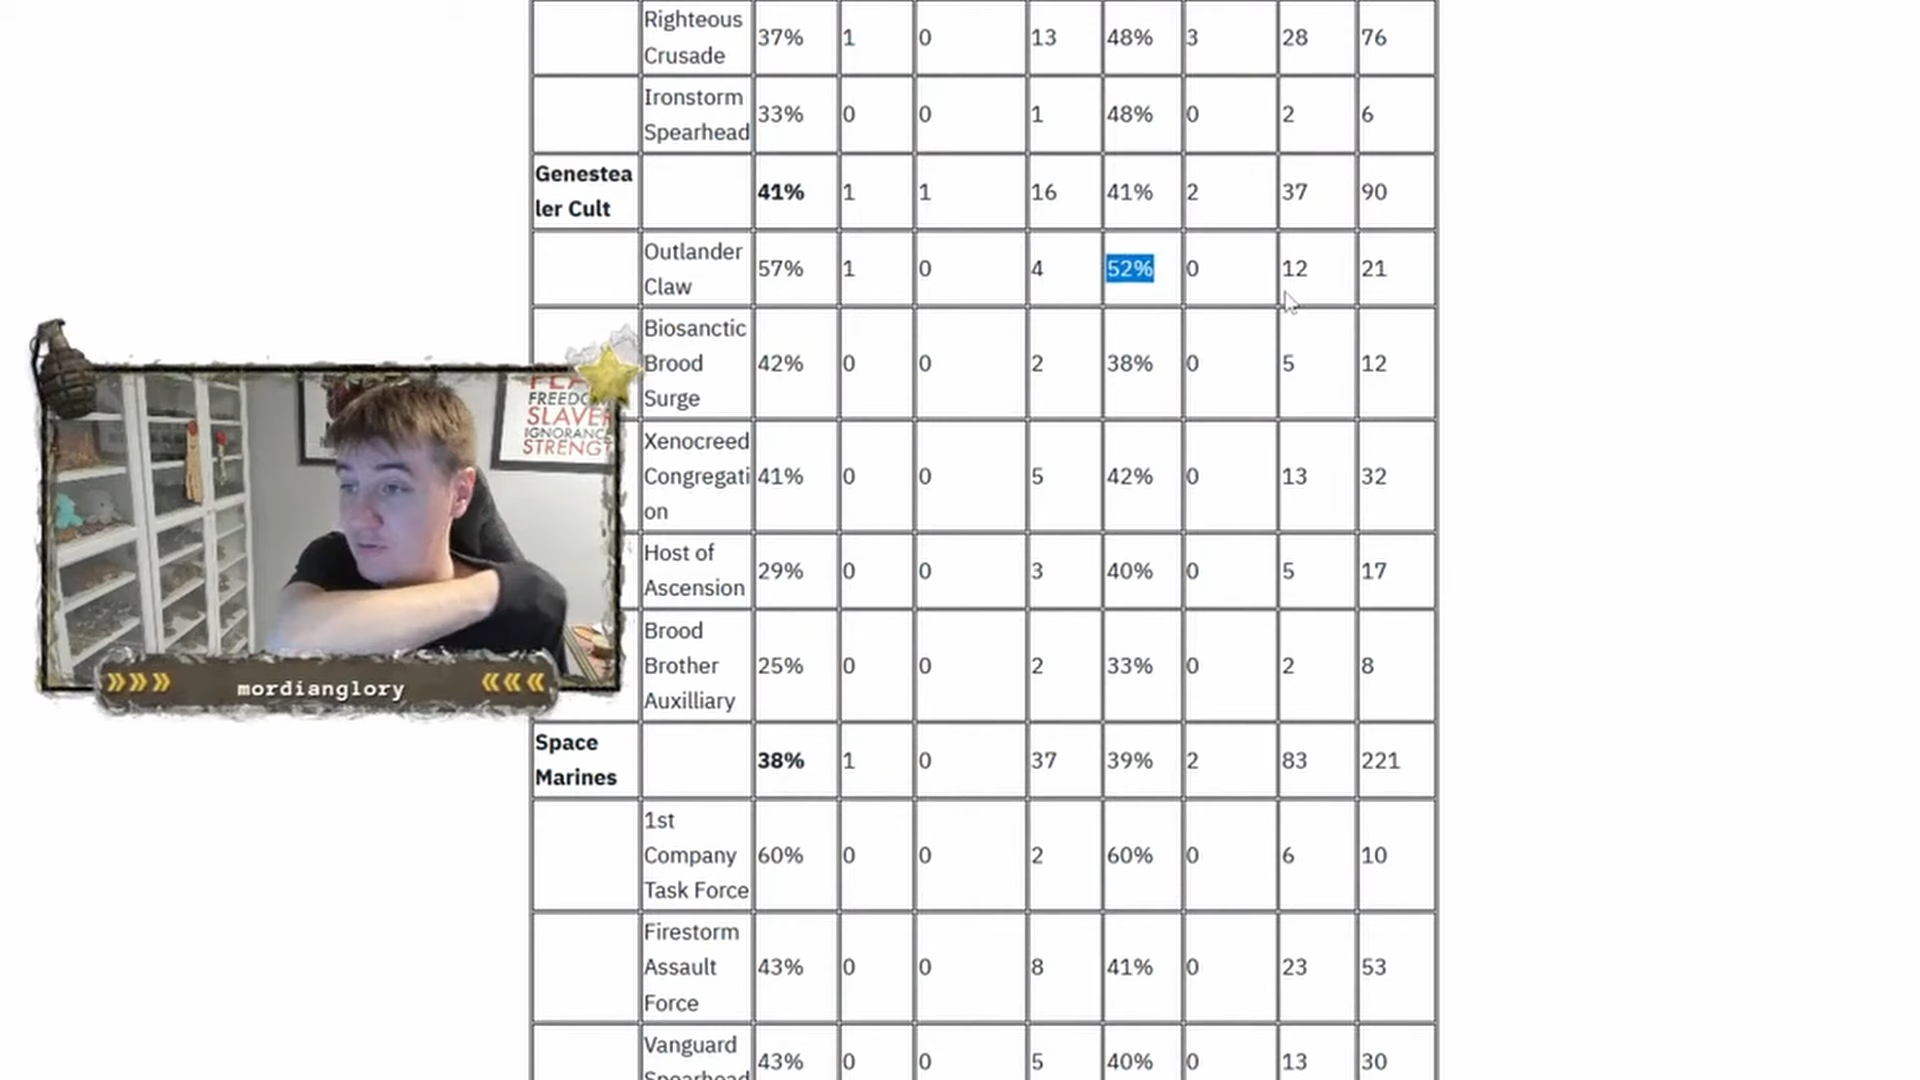 Righteous
Crusade
37% 1 0 13 48% 3 28 76
Ironstorm
Spearhead
33% 0 0 1 48% 0 2 6
Genestea
ler Cult
41% 1 1 16 41% 2 37 90
Outlander
Claw
57% 1 0 4 52% 0 12 21
Biosanctic
Brood
Surge
42% 0 0 2 38% 0 5 12
Xenocreed
Congregati
on
41% 0 0 5 42% 0 13 32
Host of
Ascension
29% 0 0 3 40% 0 5 17
Brood
Brother
Auxilliary
25% 0 0 2 33% 0 2 8
Space
Marines
38% 1 0 37 39% 2 83 221
1st
Company
Task Force
60% 0 0 2 60% 0 6 10
Firestorm
Assault
Force
43% 0 0 8 41% 0 23 53
Vanguard
Spearhead
43% 0 0 5 40% 0 13 30
FREEDO
SLAVER
IGNORANC
STRENGT
mordianglory